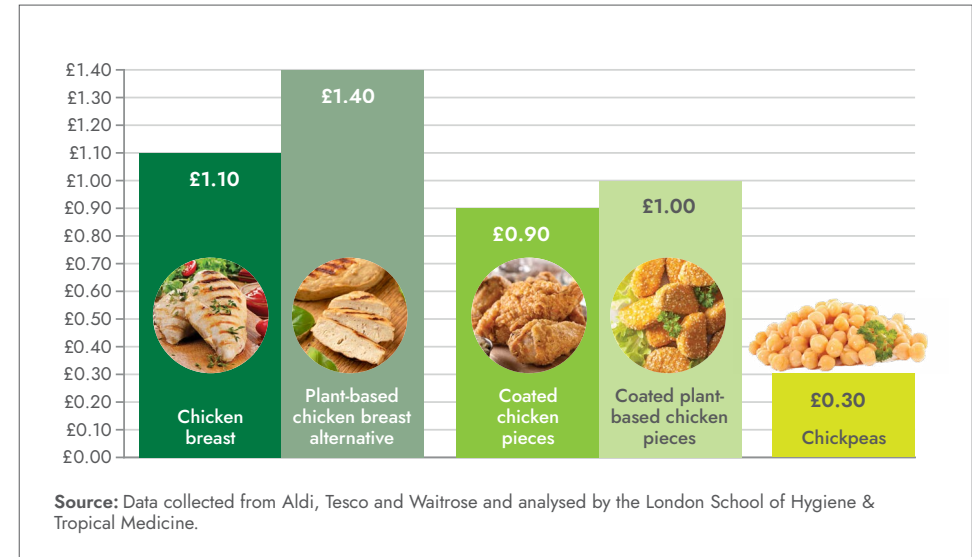 £1.40
£1.30
£1.20
£1.10
£1.00
£0.90
£0.80
£0.70
£0.60
£0.50
£0.40
£0.30
£0.20
£0.10
£0.00
£1.10
Chicken
breast
£1.40
Plant-based
chicken breast
alternative
£0.90
Coated
chicken
pieces
£1.00
Coated plant-
based chicken
pieces
£0.30
Chickpeas
Source: Data collected from Aldi, Tesco and Waitrose and analysed by the London School of Hygiene &
Tropical Medicine.